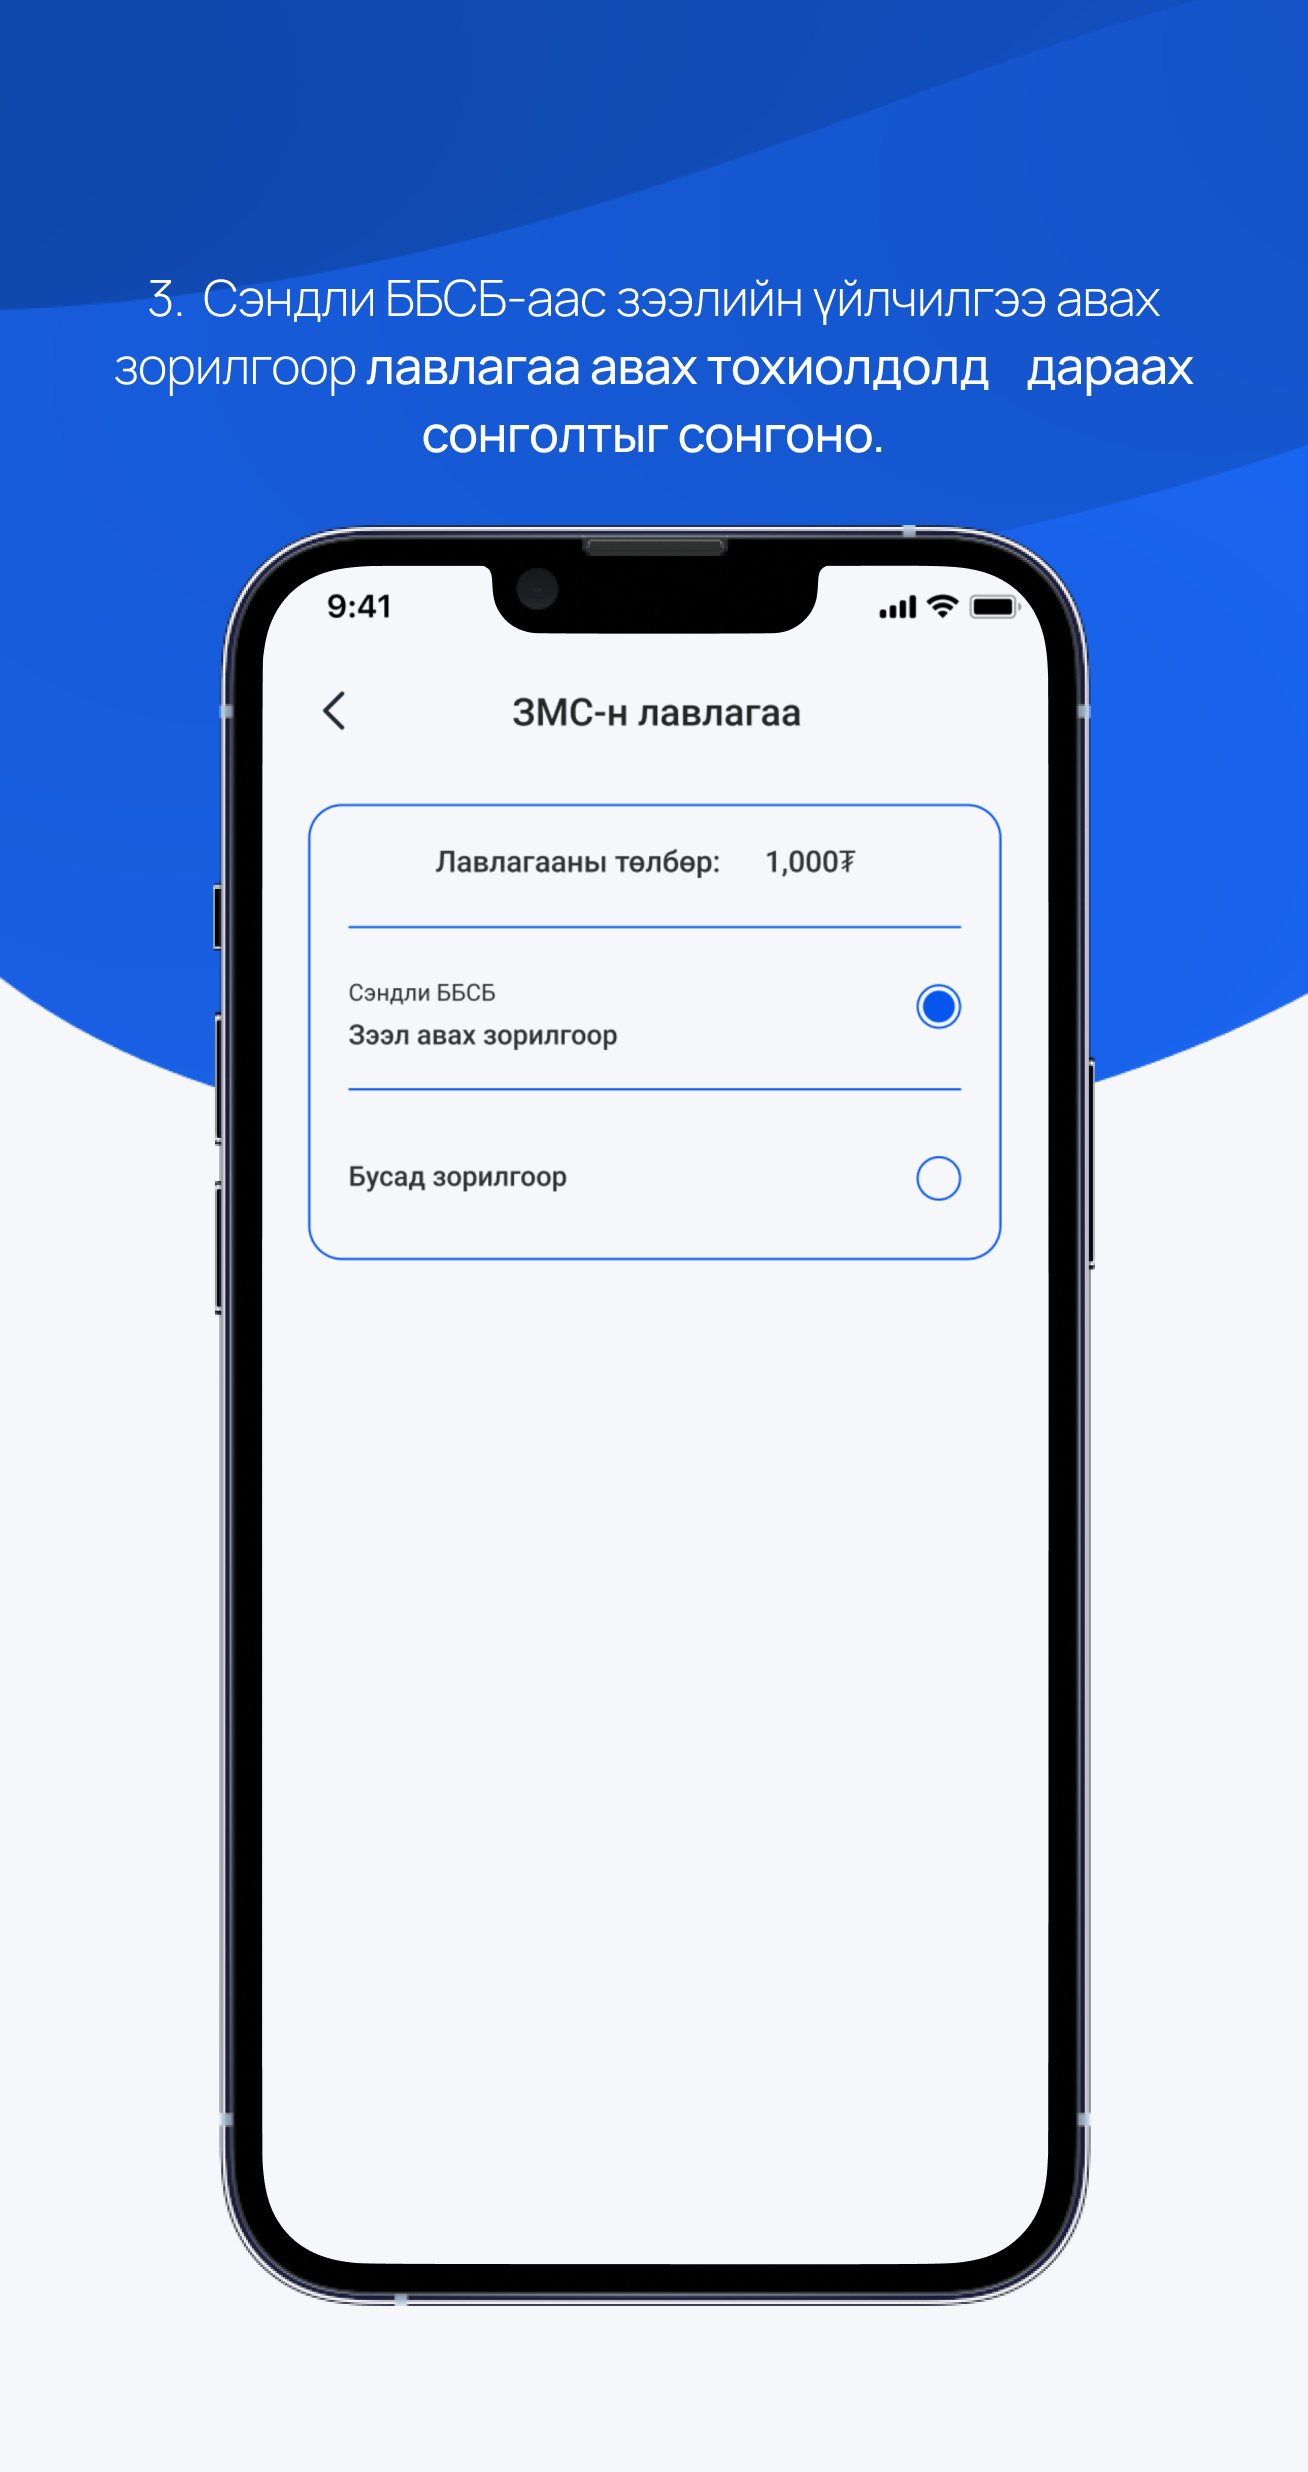 3. Сэндли ББСБ-аас зээлийн үйлчилгээ авах
зорилгоор лавлагаа авах тохиолдолд дараах
сонголтыг сонгоно.
9:41
ЗМС-н лавлагаа
Лавлагааны төлбөр: 1,000₮
Сэндли ББСБ
Зээл авах зорилгоор
Бусад зорилгоор